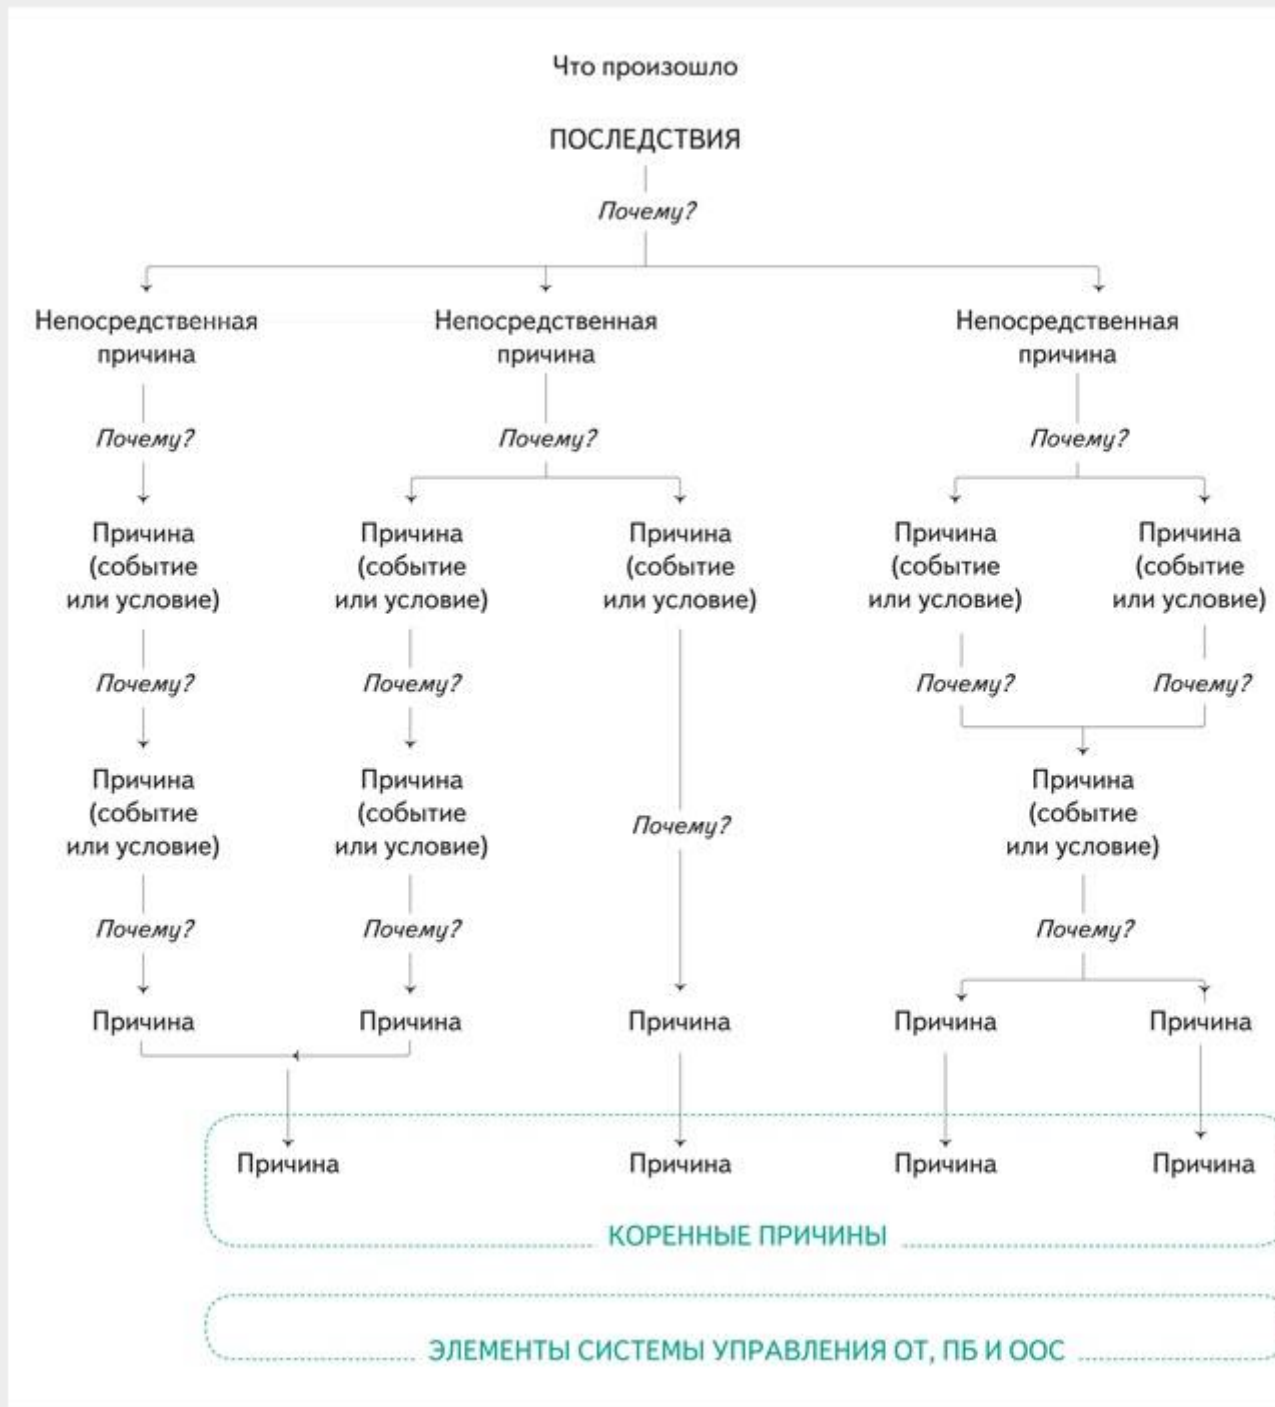 Что произошло
ПОСЛЕДСТВИЯ
Почему?
Непосредственная Непосредственная Непосредственная
причина причина причина
Почему? Почему? Почему?
Причина Причина Причина Причина Причина
(событие (событие (событие (событие (событие
или условие) или условие) или условие) или условие) или условие)
Почему? Почему? Почему? Почему?
Причина Причина Причина
(событие (событие (событие
или условие) или условие) Почему? или условие)
Почему? Почему? Почему?
Причина Причина Причина Причина Причина
Причина Причина Причина Причина
КОРЕННЫЕ ПРИЧИНЫ
ЭЛЕМЕНТЫ СИСТЕМЫ УПРАВЛЕНИЯ ОТ, ПБ И ООС